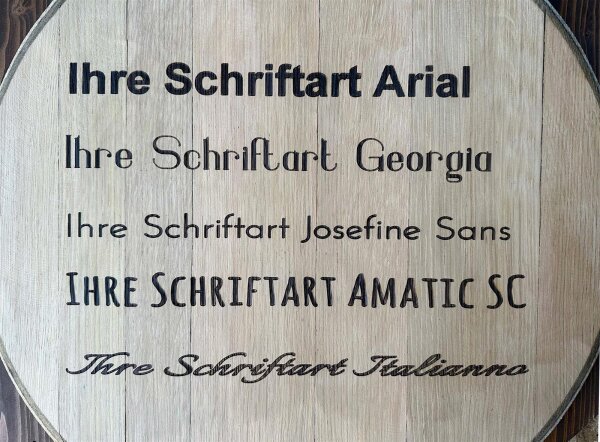 Ihre Schriftart Arial
Ihre Schriftart Georgia
Ihre Schriftart Josefine Sans
IHRE SCHRIFTART AMATIC SC
Ihre Schriftart Italianno